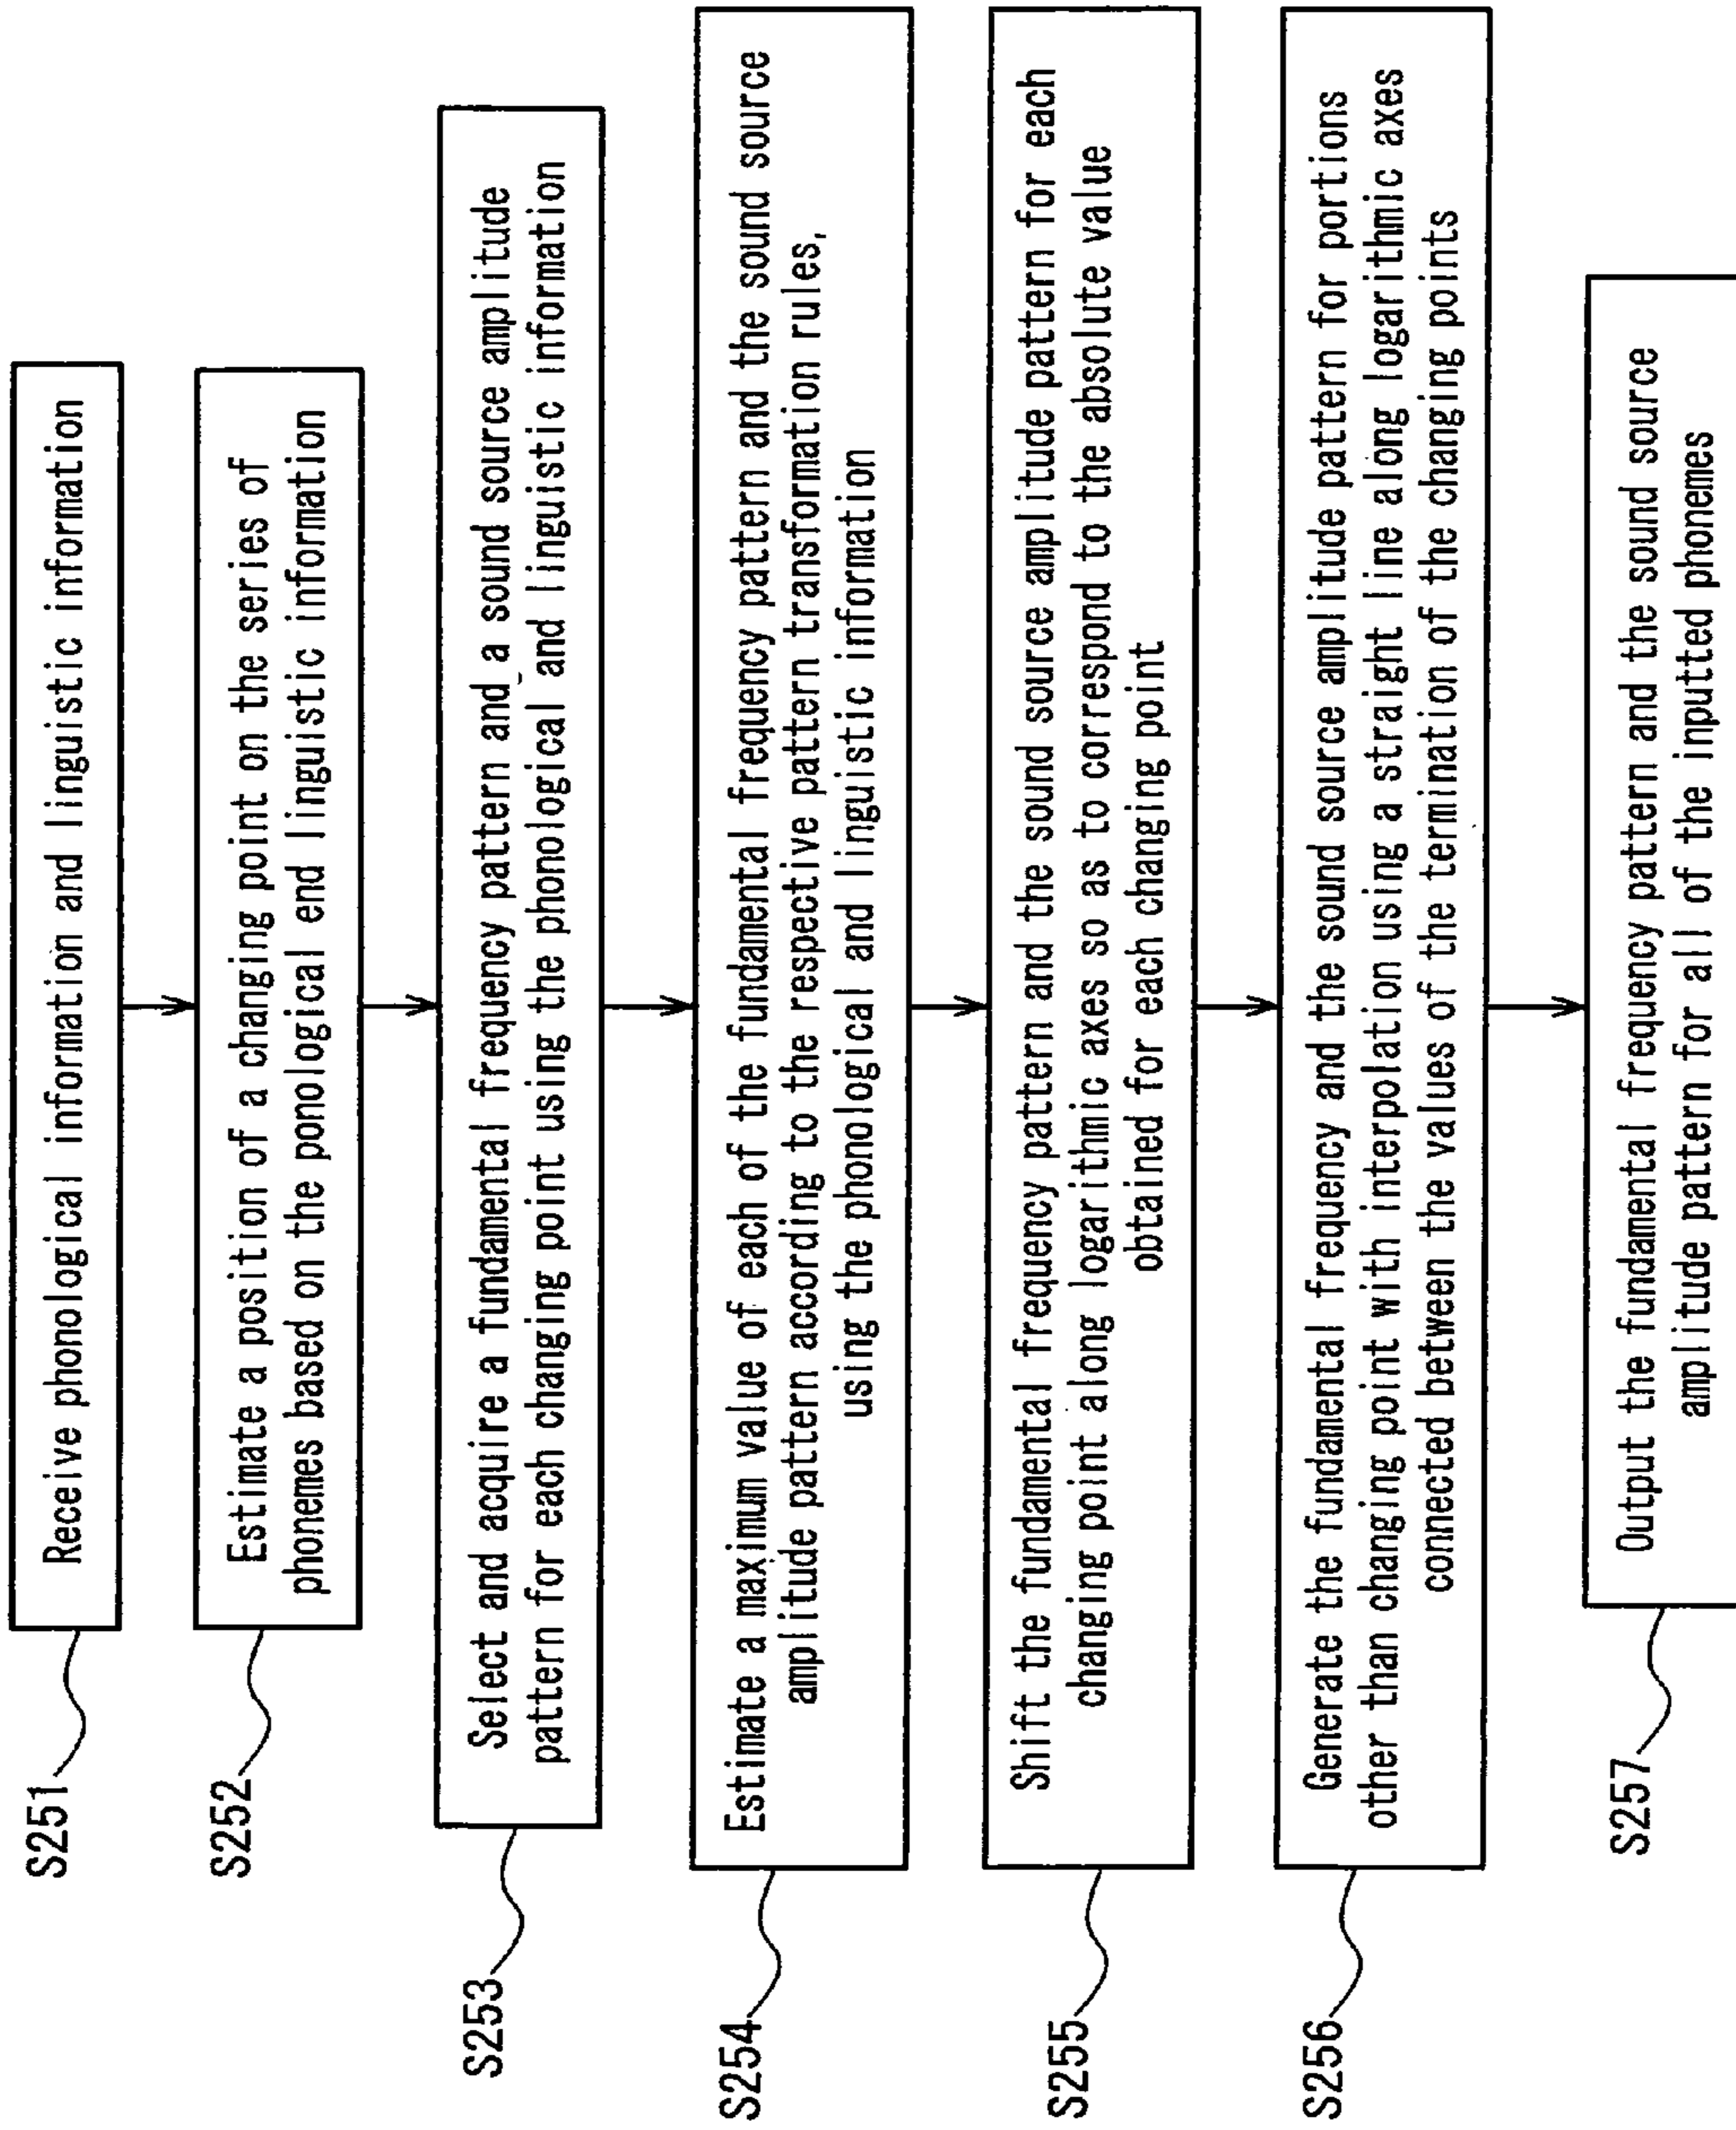 S251
Receive phonological information and linguistic information
S252
Estimate a position of a changing point on the series of
phonemes based on the ponological end linguistic information
S253
Select and acquire a fundamental frequency pattern and a sound source amplitude
pattern for each changing point using the phonological and linguistic information
S254
Estimate a maximum value of each of the fundamental frequency pattern and the sound source
amplitude pattern according to the respective pattern transformation rules,
using the phonological and linguistic information
S255
Shift the fundamental frequency pattern and the sound source amplitude pattern for each
changing point along logarithmic axes so as to correspond to the absolute value
obtained for each changing point
S256
Generate the fundamental frequency and the sound source amplitude pattern for portions
other than changing point with interpolation using a straight line along logarithmic axes
connected between the values of the termination of the changing points
S257
Output the fundamental frequency pattern and the sound source
amplitude pattern for all of the inputted phonemes